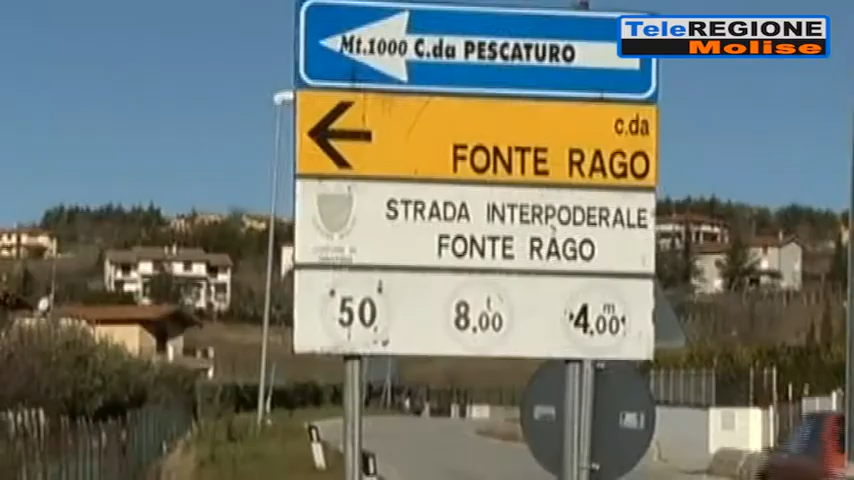 TeleREGIONE
Molise
Mt.1000 C.da PESCATURO
c.da
FONTE RAGO
STRADA INTERPODERALE
FONTE RAGO
50
8,00 t
4,00 m